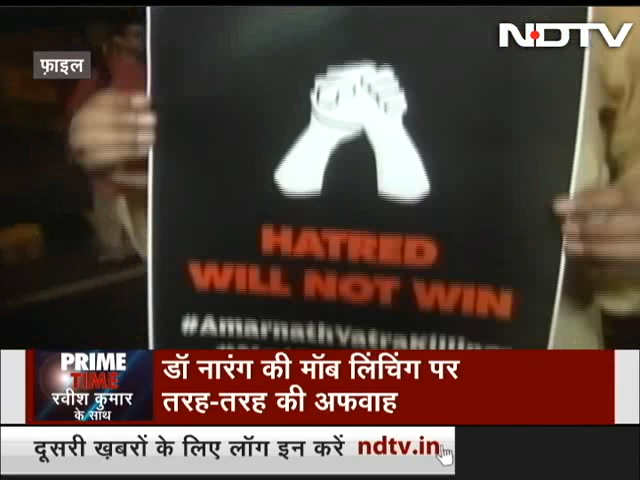 NDTV
फ़ाइल
HATRED
WILL NOT WIN
#AmarnathYatraKillings
PRIME
TIME
रवीश कुमार
के साथ
डॉ नारंग की मॉब लिंचिंग पर
तरह-तरह की अफवाह
दूसरी ख़बरों के लिए लॉग इन करें ndtv.in